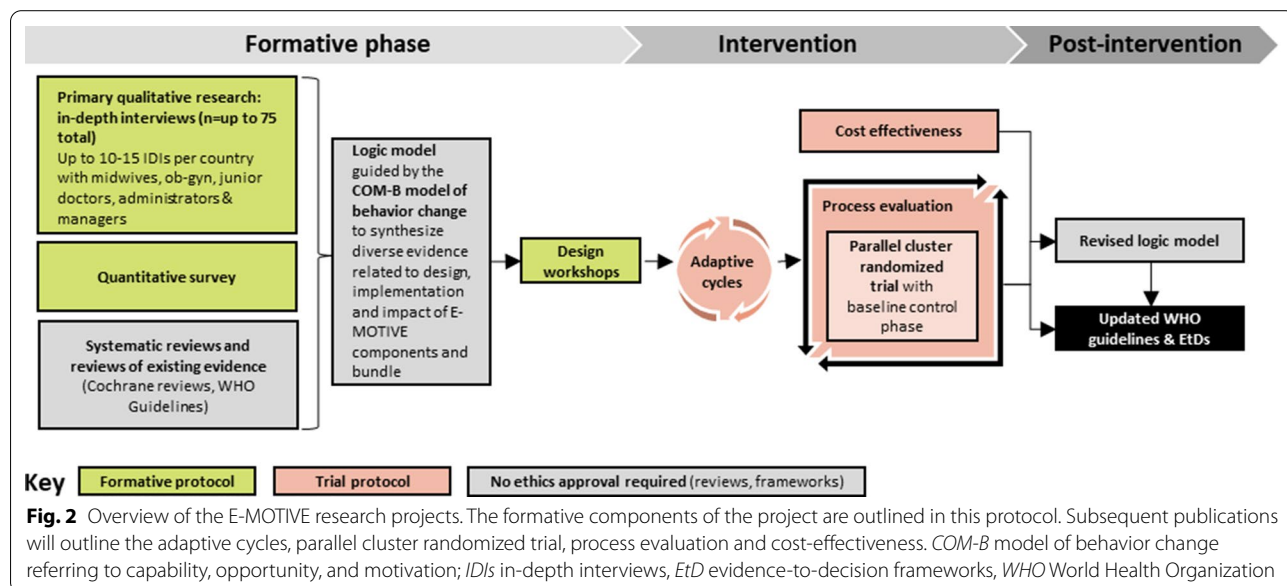 Formative phase
Intervention
Post-intervention
Primary qualitative research:
in-depth interviews (n=up to 75
total)
Up to 10-15 IDIs per country
with midwives, ob-gyn, junior
doctors, administrators &
managers
Quantitative survey
Systematic reviews and
reviews of existing evidence
(Cochrane reviews, WHO
Guidelines)
Logic model
guided by the
COM-B model of
behavior change
to synthesize
diverse evidence
related to design,
implementation
and impact of E-
MOTIVE
components and
bundle
Design
workshops
Adaptive
cycles
Cost effectiveness
Process evaluation
Parallel cluster
randomized
trial with
baseline control
phase
Revised logic model
Updated WHO
guidelines & EtDs
Key
Formative protocol
Trial protocol
No ethics approval required (reviews, frameworks)
Fig. 2 Overview of the E-MOTIVE research projects. The formative components of the project are outlined in this protocol. Subsequent publications
will outline the adaptive cycles, parallel cluster randomized trial, process evaluation and cost-effectiveness. COM-B model of behavior change
referring to capability, opportunity, and motivation; IDIs in-depth interviews, EtD evidence-to-decision frameworks, WHO World Health Organization